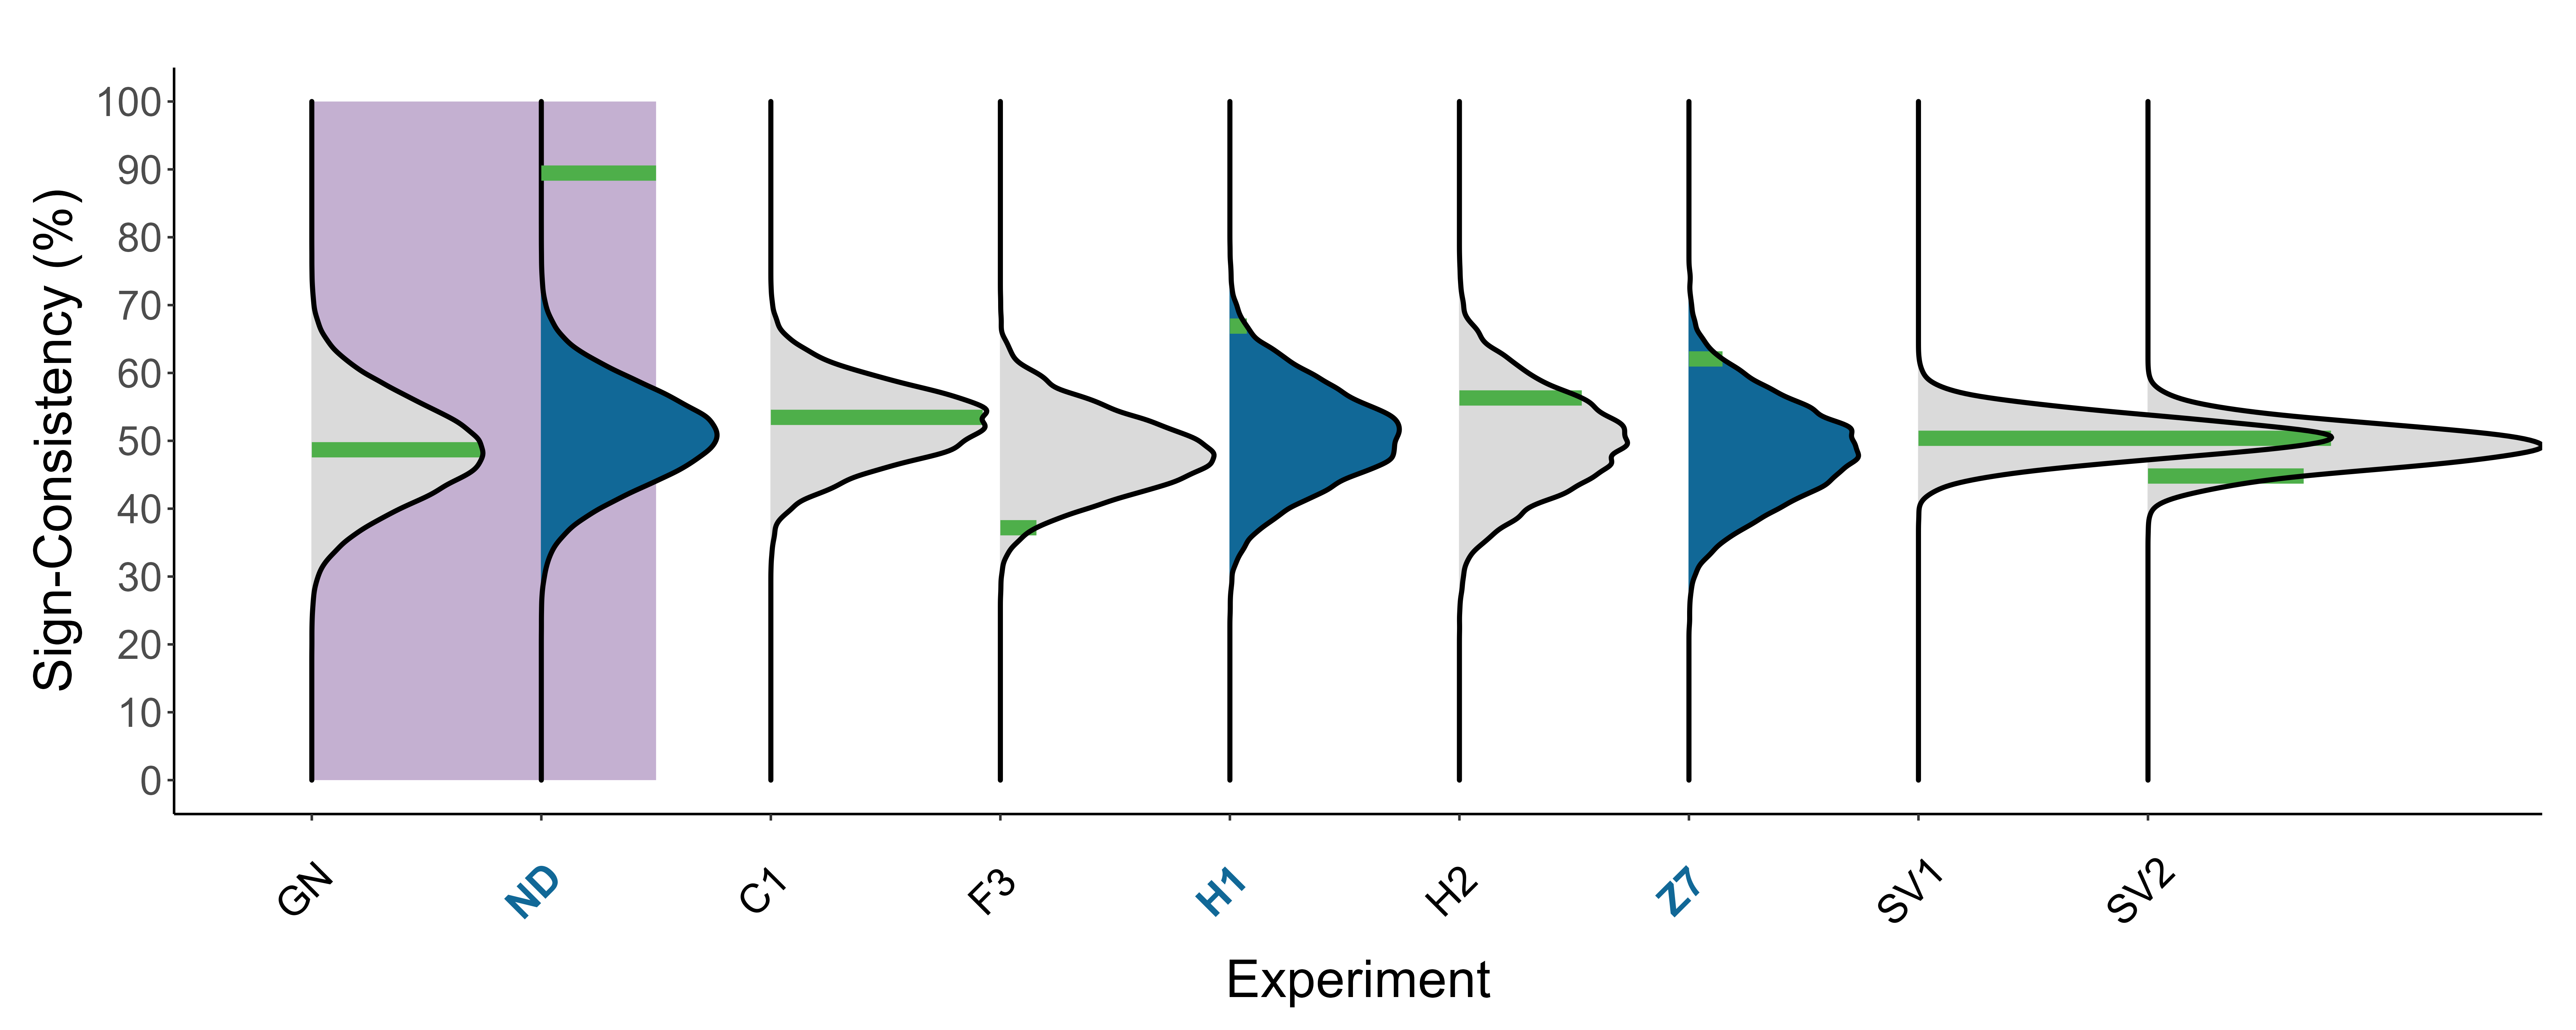 Sign-Consistency (%)
100
90
80
70
60
50
40
30
20
10
0
GN
ND
C1
F3
H1
H2
Z7
SV1
SV2
Experiment